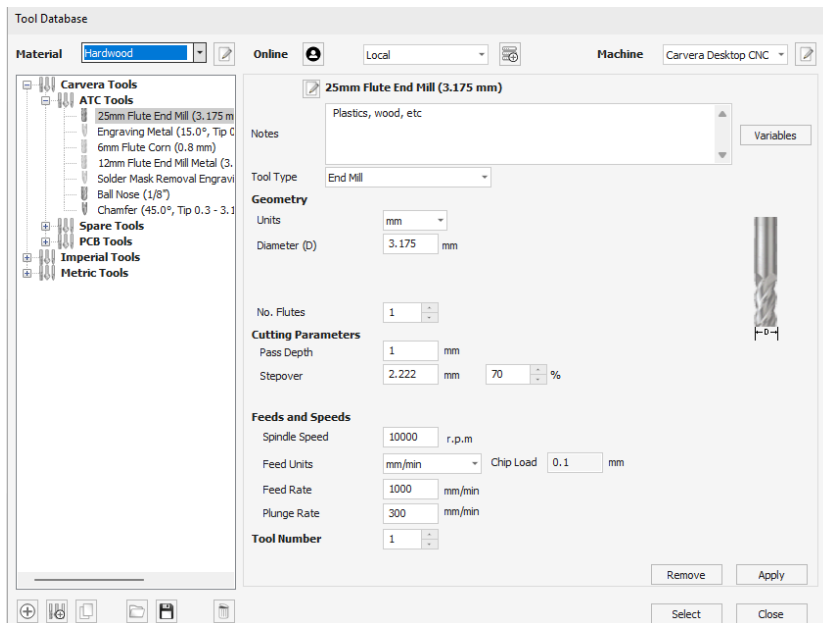 Tool Database
Material Hardwood Online Local Machine Carvera Desktop CNC
Carvera Tools
ATC Tools
25mm Flute End Mill (3.175 m
Engraving Metal (15.0°, Tip 0
6mm Flute Corn (0.8 mm)
12mm Flute End Mill Metal (3.
Solder Mask Removal Engravi
Ball Nose (1/8")
Chamfer (45.0°, Tip 0.3 - 3.1
Spare Tools
PCB Tools
Imperial Tools
Metric Tools
25mm Flute End Mill (3.175 mm)
Notes Plastics, wood, etc
Variables
Tool Type End Mill
Geometry
Units mm
Diameter (D) 3.175 mm
D
No. Flutes 1
Cutting Parameters
Pass Depth 1 mm
Stepover 2.222 mm 70 %
Feeds and Speeds
Spindle Speed 10000 r.p.m
Feed Units mm/min Chip Load 0.1 mm
Feed Rate 1000 mm/min
Plunge Rate 300 mm/min
Tool Number 1
Remove Apply
Select Close